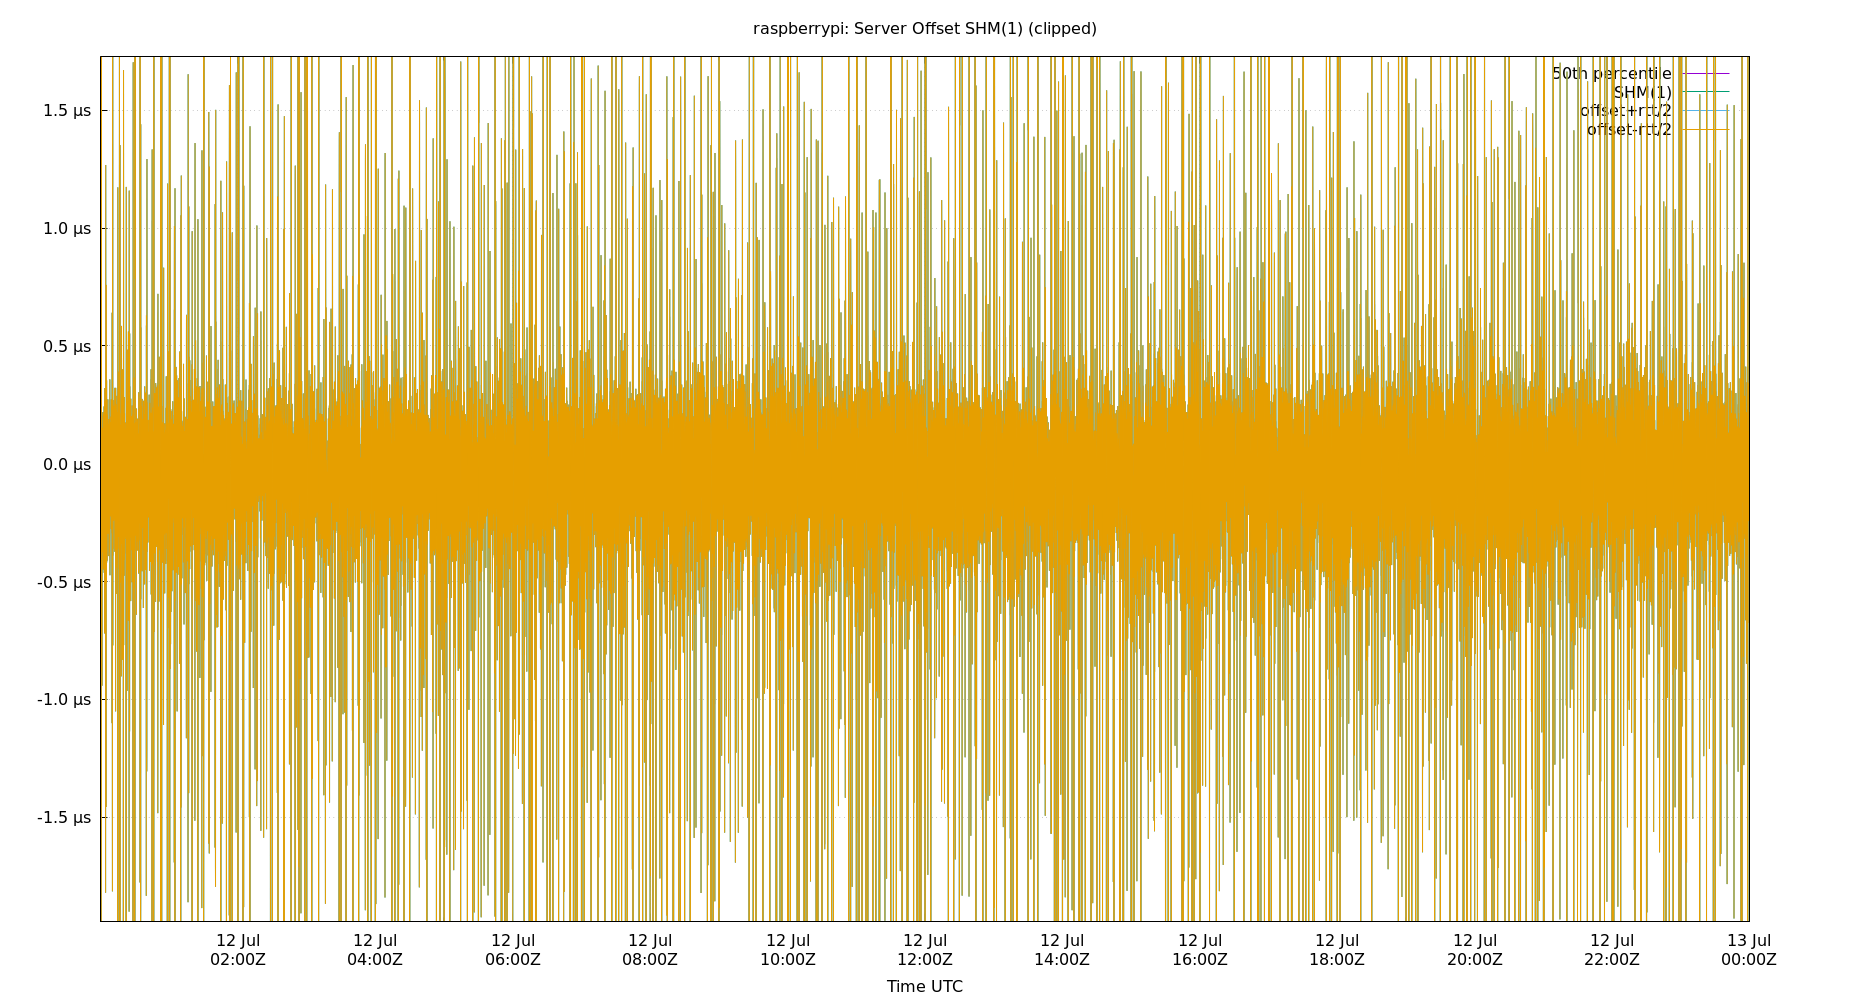 raspberrypi: Server Offset SHM(1) (clipped)
50th percentile
SHM(1)
offset+rtt/2
offset-rtt/2
1.5 µs
1.0 µs
0.5 µs
0.0 µs
-0.5 µs
-1.0 µs
-1.5 µs
12 Jul 12 Jul 12 Jul 12 Jul 12 Jul 12 Jul 12 Jul 12 Jul 12 Jul 12 Jul 12 Jul 13 Jul
02:00Z 04:00Z 06:00Z 08:00Z 10:00Z 12:00Z 14:00Z 16:00Z 18:00Z 20:00Z 22:00Z 00:00Z
Time UTC